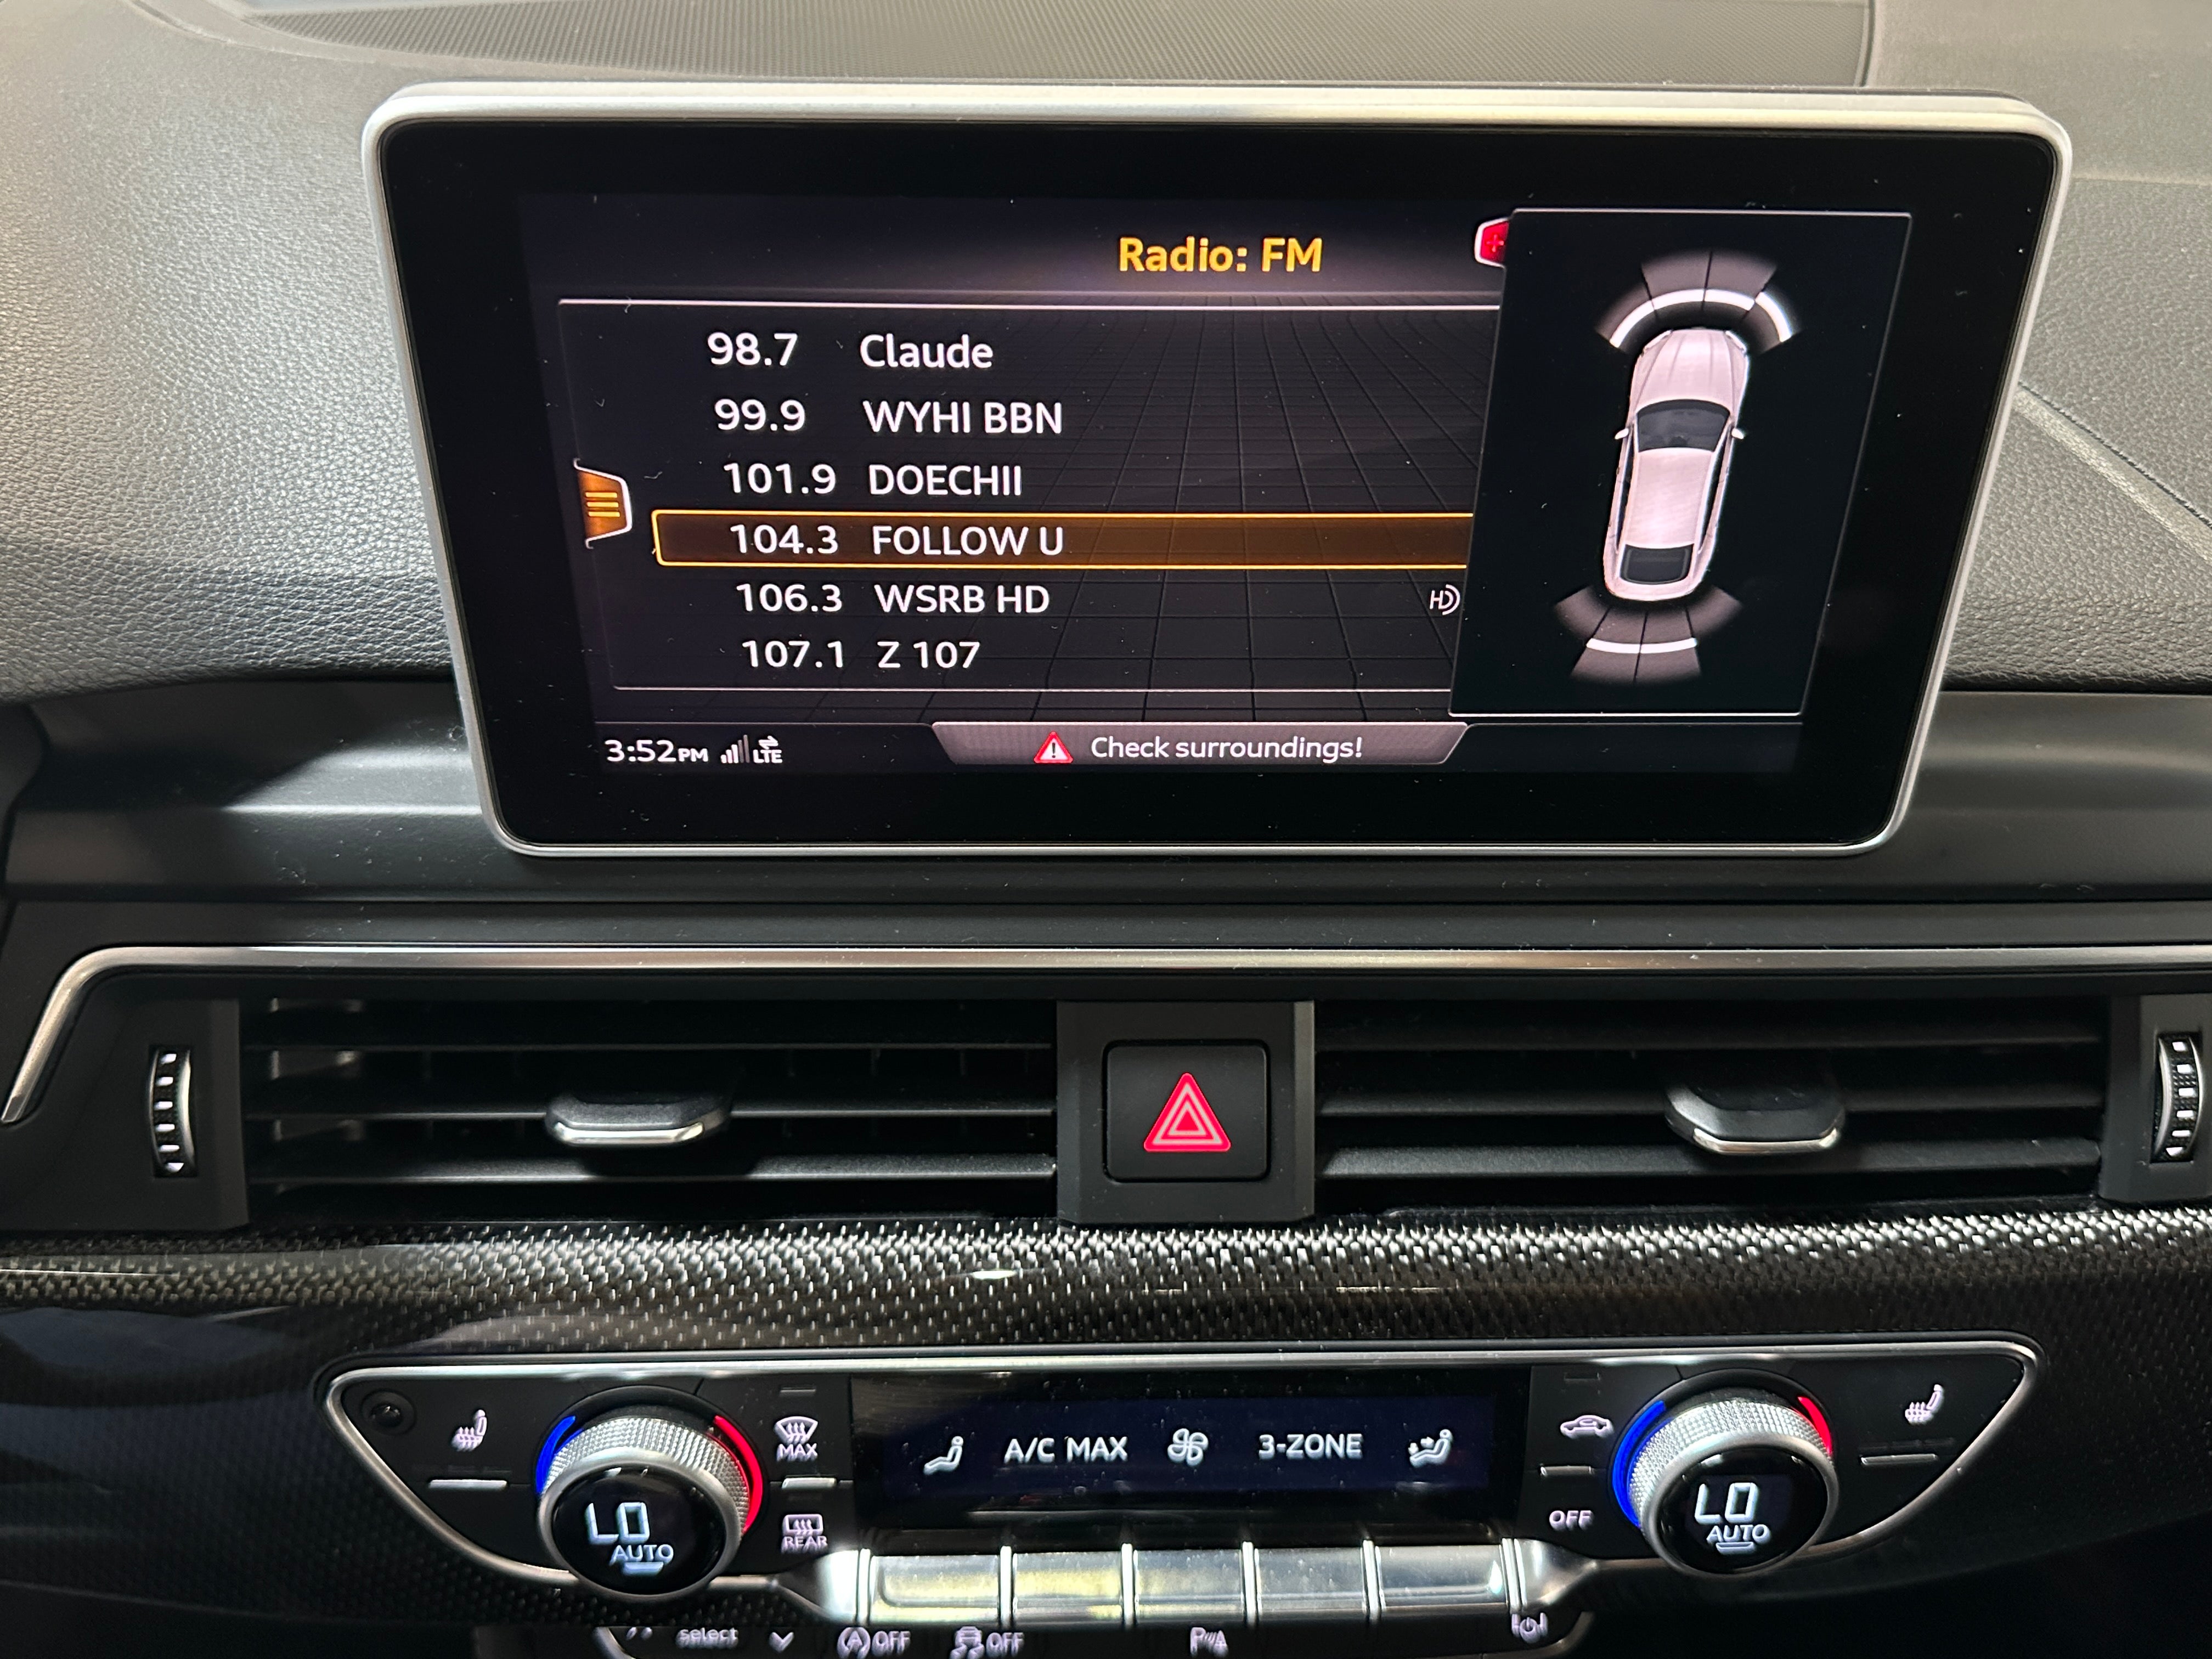 Radio: FM
98.7 Claude
99.9 WYHI BBN
101.9 DOECHII
104.3 FOLLOW U
106.3 WSRB HD HD
107.1 Z 107
3:52PM LTE
Check surroundings!
MAX
A/C MAX 3-ZONE
LO
AUTO
REAR
OFF
LO
AUTO
select
A OFF
OFF
P